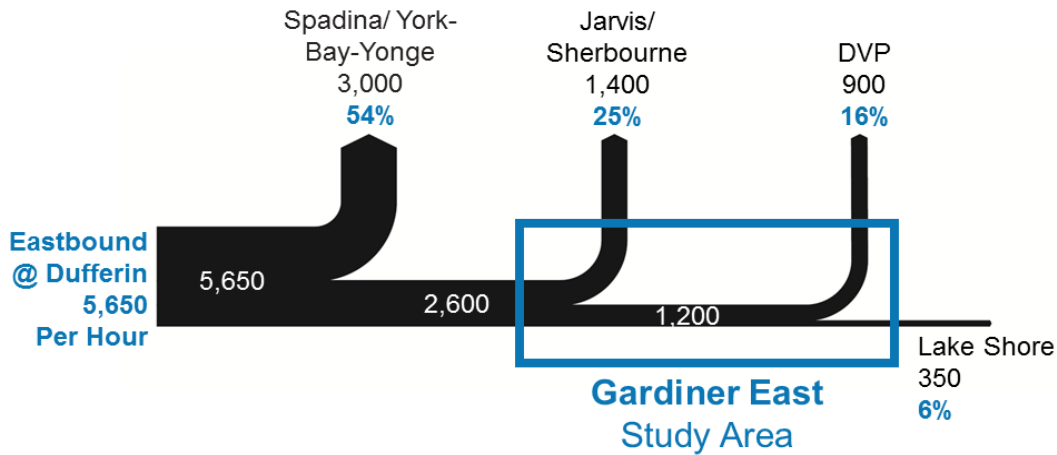 Spadina/ York-
Bay-Yonge
3,000
54%
Jarvis/
Sherbourne
1,400
25%
DVP
900
16%
Eastbound
@ Dufferin
5,650
Per Hour
5,650
2,600
1,200
Lake Shore
350
6%
Gardiner East
Study Area